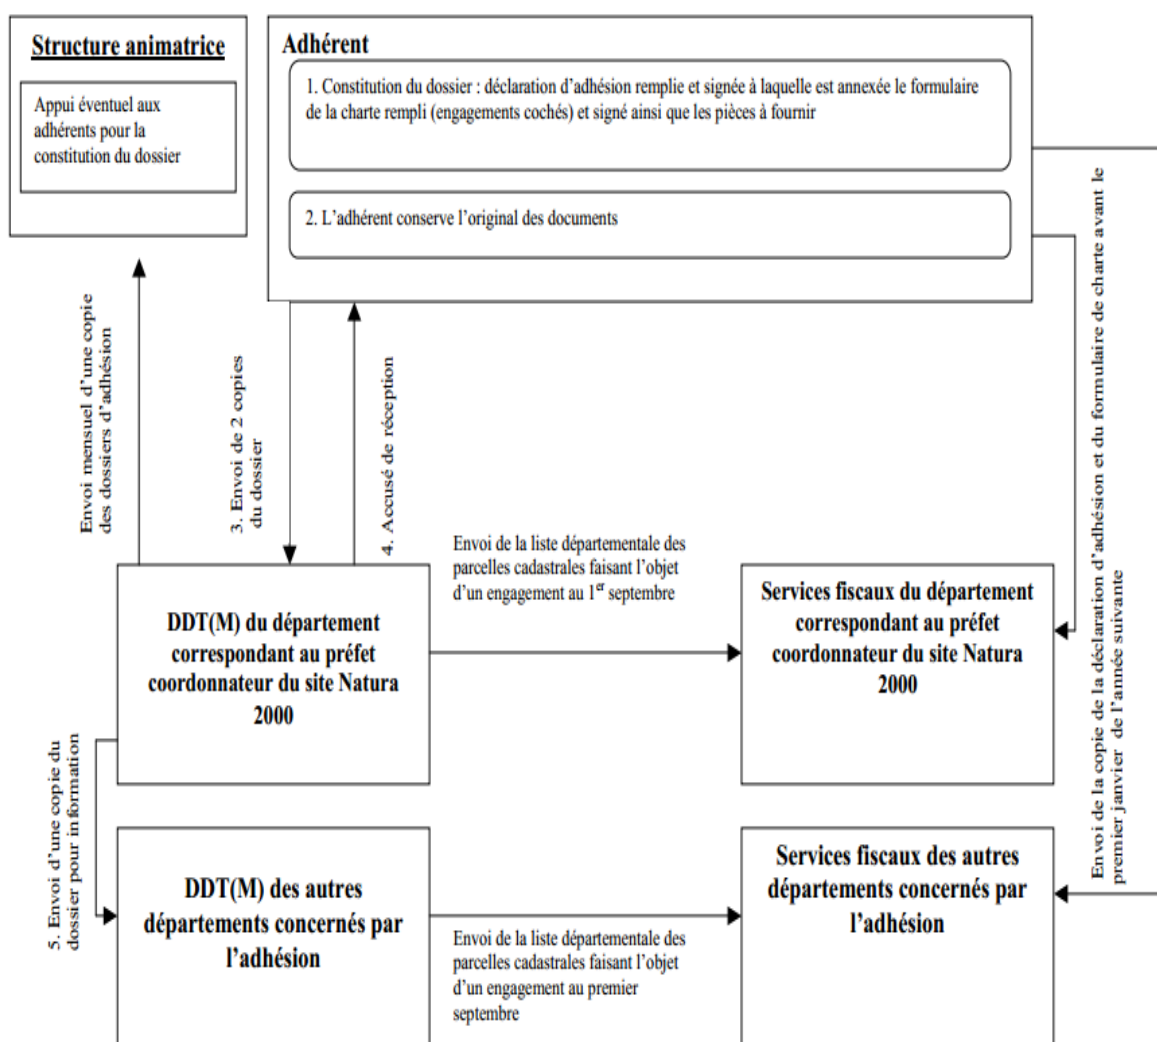 Structure animatrice
Appui éventuel aux
adhérents pour la
constitution du dossier
Adhérent
1. Constitution du dossier : déclaration d’adhésion remplie et signée à laquelle est annexée le formulaire
de la charte rempli (engagements cochés) et signé ainsi que les pièces à fournir
2. L’adhérent conserve l’original des documents
Envoi mensuel d’une copie
des dossiers d’adhésion
3. Envoi de 2 copies
du dossier
4. Accusé de réception
Envoi de la liste départementale des
parcelles cadastrales faisant l’objet
d’un engagement au 1er septembre
Envoi de la copie de la déclaration d’adhésion et du formulaire de charte avant le
premier janvier de l’année suivante
DDT(M) du département
correspondant au préfet
coordonnateur du site Natura
2000
Services fiscaux du département
correspondant au préfet
coordonnateur du site Natura
2000
5. Envoi d’une copie du
dossier pour information
DDT(M) des autres
départements concernés par
l’adhésion
Envoi de la liste départementale des
parcelles cadastrales faisant l’objet
d’un engagement au premier
septembre
Services fiscaux des autres
départements concernés par
l’adhésion